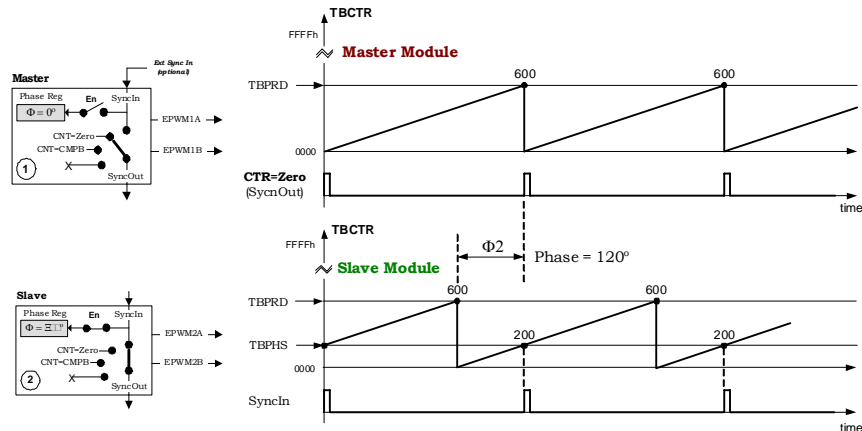 Ext Sync In
(optional)
Master
Phase Reg
En
SyncIn
Φ = 0º
EPWM1A
CNT=Zero
CNT=CMPB
EPWM1B
X
1
SyncOut
TBCTR
FFFFh
Master Module
TBPRD
600
600
0000
CTR=Zero
(SycnOut)
time
TBCTR
FFFFh
Φ2
Phase = 120º
Slave Module
TBPRD
600
600
TBPHS
200
200
0000
SyncIn
time
Slave
Phase Reg
En
SyncIn
EPWM2A
CNT=Zero
CNT=CMPB
EPWM2B
X
2
SyncOut